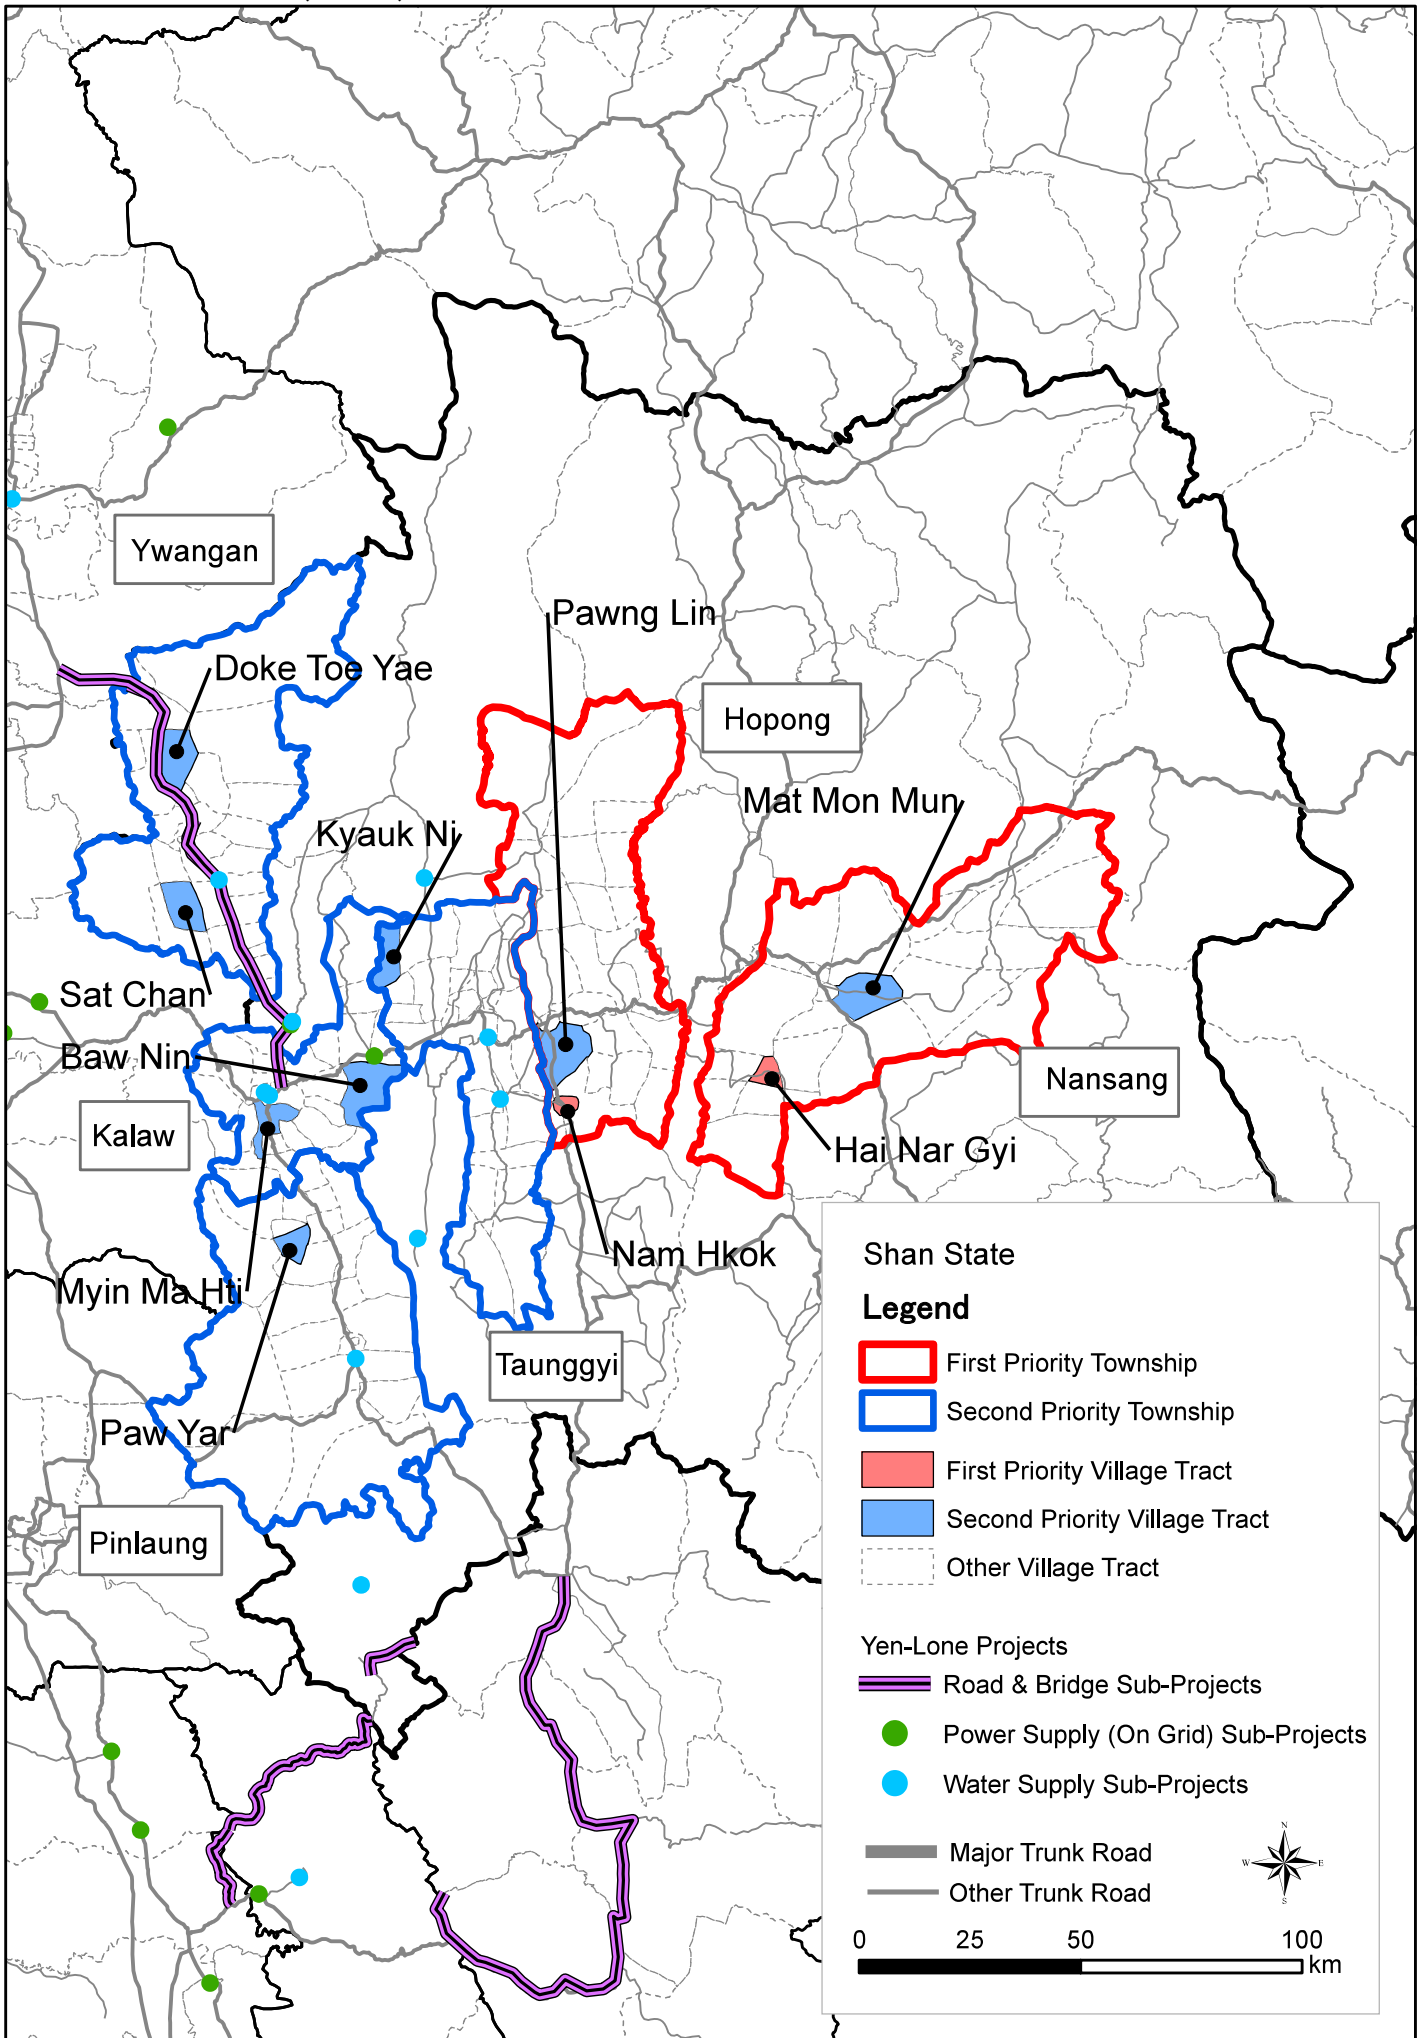 Ywangan
Pawng Lin
Doke Toe Yae
Hopong
Mat Mon Mun
Kyauk Ni
Sat Chan
Baw Nin
Nansang
Kalaw
Hai Nar Gyi
Nam Hkok
Myin Ma Hti
Taunggyi
Paw Yar
Pinlaung
Shan State
Legend
First Priority Township
Second Priority Township
First Priority Village Tract
Second Priority Village Tract
Other Village Tract
Yen-Lone Projects
Road & Bridge Sub-Projects
Power Supply (On Grid) Sub-Projects
Water Supply Sub-Projects
Major Trunk Road
Other Trunk Road
N
W E
S
0 25 50 100
km